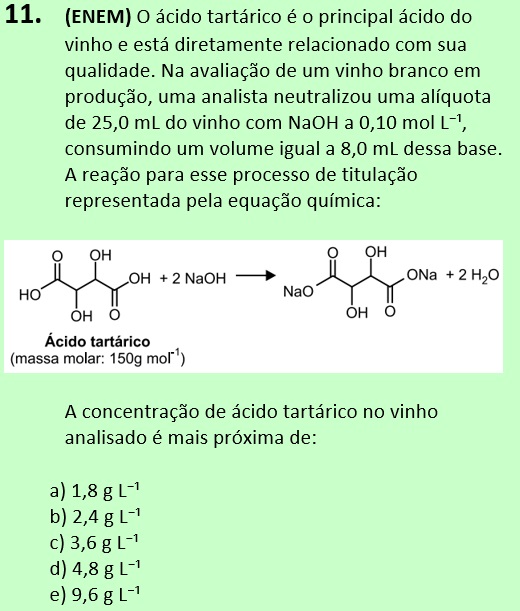 11. (ENEM) O ácido tartárico é o principal ácido do
vinho e está diretamente relacionado com sua
qualidade. Na avaliação de um vinho branco em
produção, uma analista neutralizou uma alíquota
de 25,0 mL do vinho com NaOH a 0,10 mol L⁻¹,
consumindo um volume igual a 8,0 mL dessa base.
A reação para esse processo de titulação
representada pela equação química:
O OH
HO OH + 2 NaOH
OH O
O OH
NaO ONa + 2 H₂O
OH O
Ácido tartárico
(massa molar: 150g mol⁻¹)
A concentração de ácido tartárico no vinho
analisado é mais próxima de:
a) 1,8 g L⁻¹
b) 2,4 g L⁻¹
c) 3,6 g L⁻¹
d) 4,8 g L⁻¹
e) 9,6 g L⁻¹